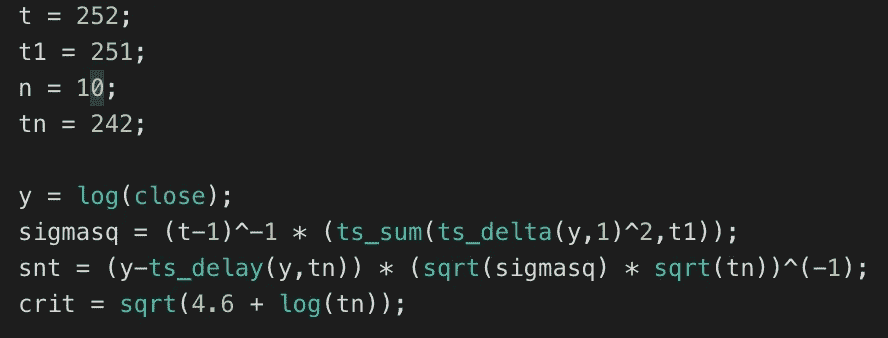 t = 252;
t1 = 251;
n = 10;
tn = 242;
y = log(close);
sigmasq = (t-1)^-1 * (ts_sum(ts_delta(y,1)^2,t1));
snt = (y-ts_delay(y,tn)) * (sqrt(sigmasq) * sqrt(tn))^(-1);
crit = sqrt(4.6 + log(tn));